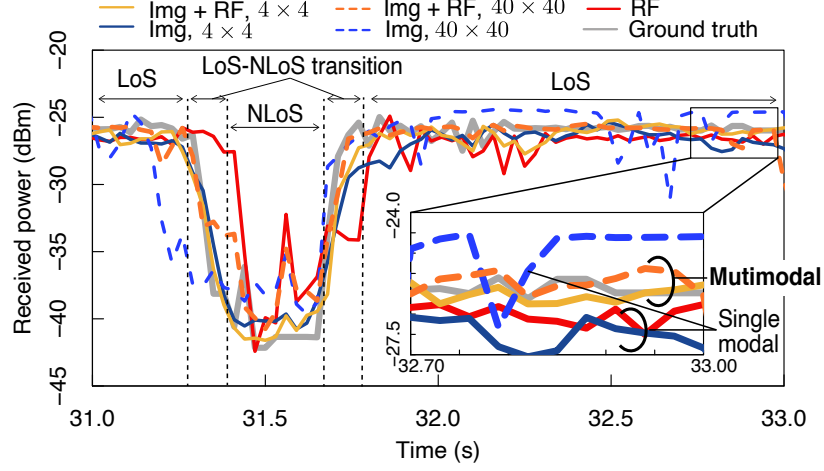 Img + RF, 4 × 4
Img + RF, 40 × 40
RF
Img, 4 × 4
Img, 40 × 40
Ground truth
−20
−25
−30
−35
−40
−45
Received power (dBm)
LoS
LoS-NLoS transition
LoS
NLoS
-24.0
-27.5
32.70
33.00
Mutimodal
Single
modal
31.0
31.5
32.0
32.5
33.0
Time (s)